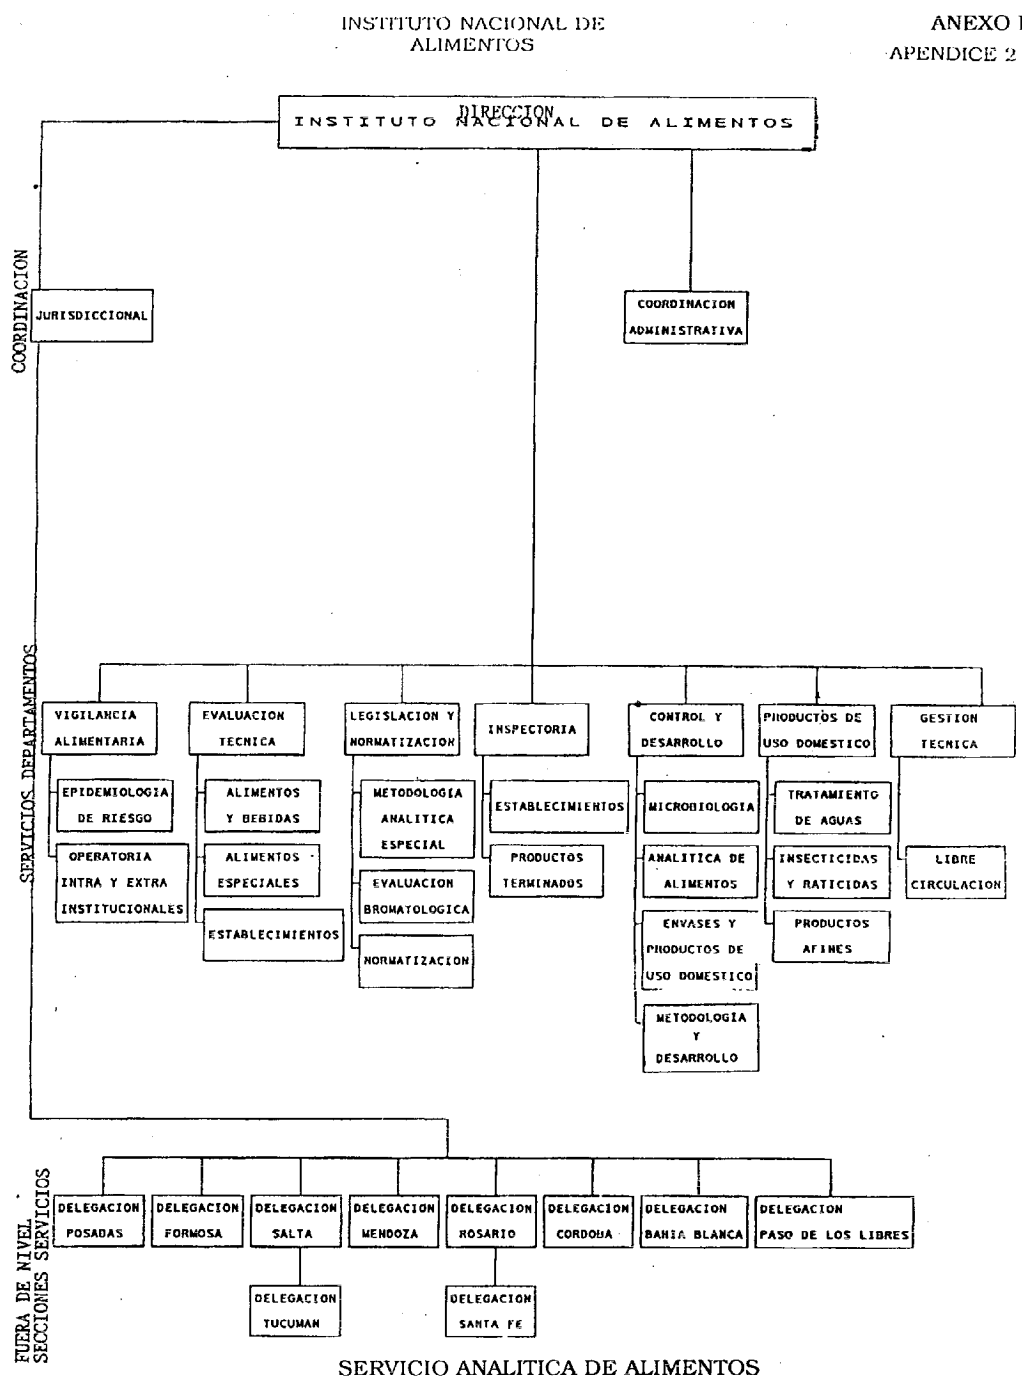 INSTITUTO NACIONAL DE
ALIMENTOS
ANEXO I
APENDICE 2
DIRECCION
INSTITUTO NACIONAL DE ALIMENTOS
COORDINACION
JURISDICCIONAL
COORDINACION
ADMINISTRATIVA
SERVICIOS DEPARTAMENTOS
VIGILANCIA
ALIMENTARIA
EVALUACION
TECNICA
LEGISLACION Y
NORMATIZACION
INSPECTORIA
CONTROL Y
DESARROLLO
PRODUCTOS DE
USO DOMESTICO
GESTION
TECNICA
EPIDEMIOLOGIA
DE RIESGO
OPERATORIA
INTRA Y EXTRA
INSTITUCIONALES
ALIMENTOS
Y BEBIDAS
ALIMENTOS
ESPECIALES
ESTABLECIMIENTOS
METODOLOGIA
ANALITICA
ESPECIAL
EVALUACION
BROMATOLOGICA
NORMATIZACION
ESTABLECIMIENTOS
PRODUCTOS
TERMINADOS
MICROBIOLOGIA
ANALITICA DE
ALIMENTOS
ENVASES Y
PRODUCTOS DE
USO DOMESTICO
METODOLOGIA
Y
DESARROLLO
TRATAMIENTO
DE AGUAS
INSECTICIDAS
Y RATICIDAS
PRODUCTOS
AFINES
LIBRE
CIRCULACION
FUERA DE NIVEL
SECCIONES SERVICIOS
DELEGACION
POSADAS
DELEGACION
FORMOSA
DELEGACION
SALTA
DELEGACION
MENDOZA
DELEGACION
ROSARIO
DELEGACION
CORDOBA
DELEGACION
BAHIA BLANCA
DELEGACION
PASO DE LOS LIBRES
DELEGACION
TUCUMAN
DELEGACION
SANTA FE
SERVICIO ANALITICA DE ALIMENTOS